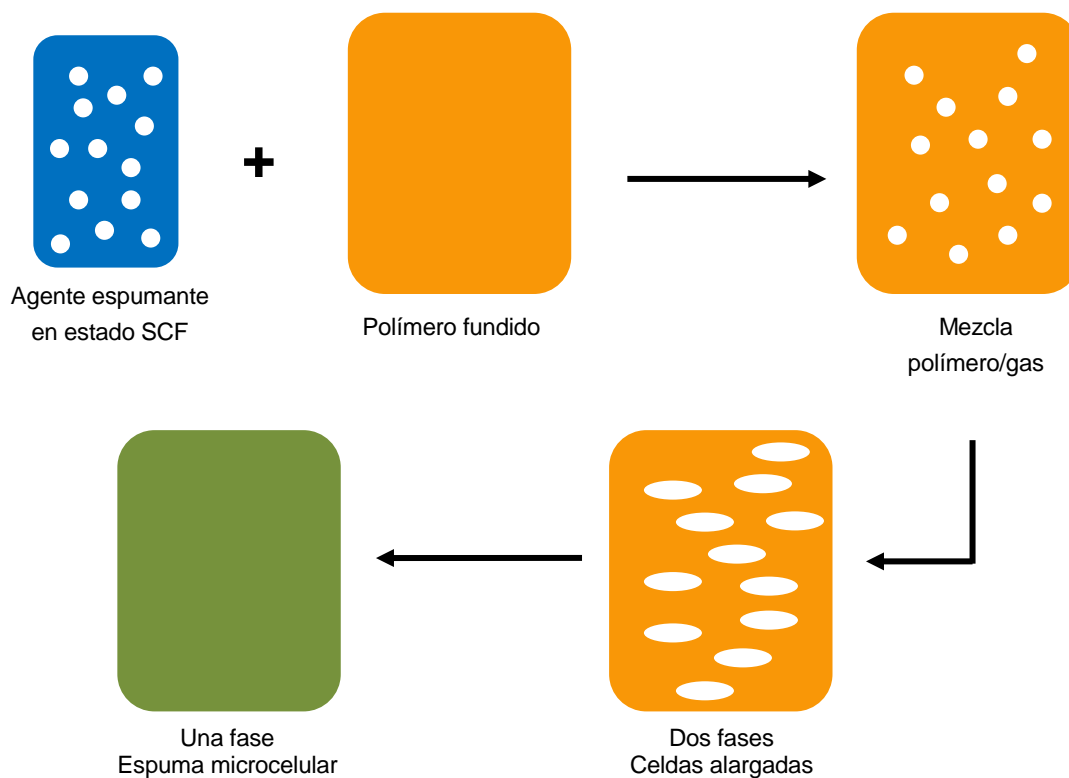 +
Agente espumante
en estado SCF
Polímero fundido
Mezcla
polímero/gas
Una fase
Espuma microcelular
Dos fases
Celdas alargadas